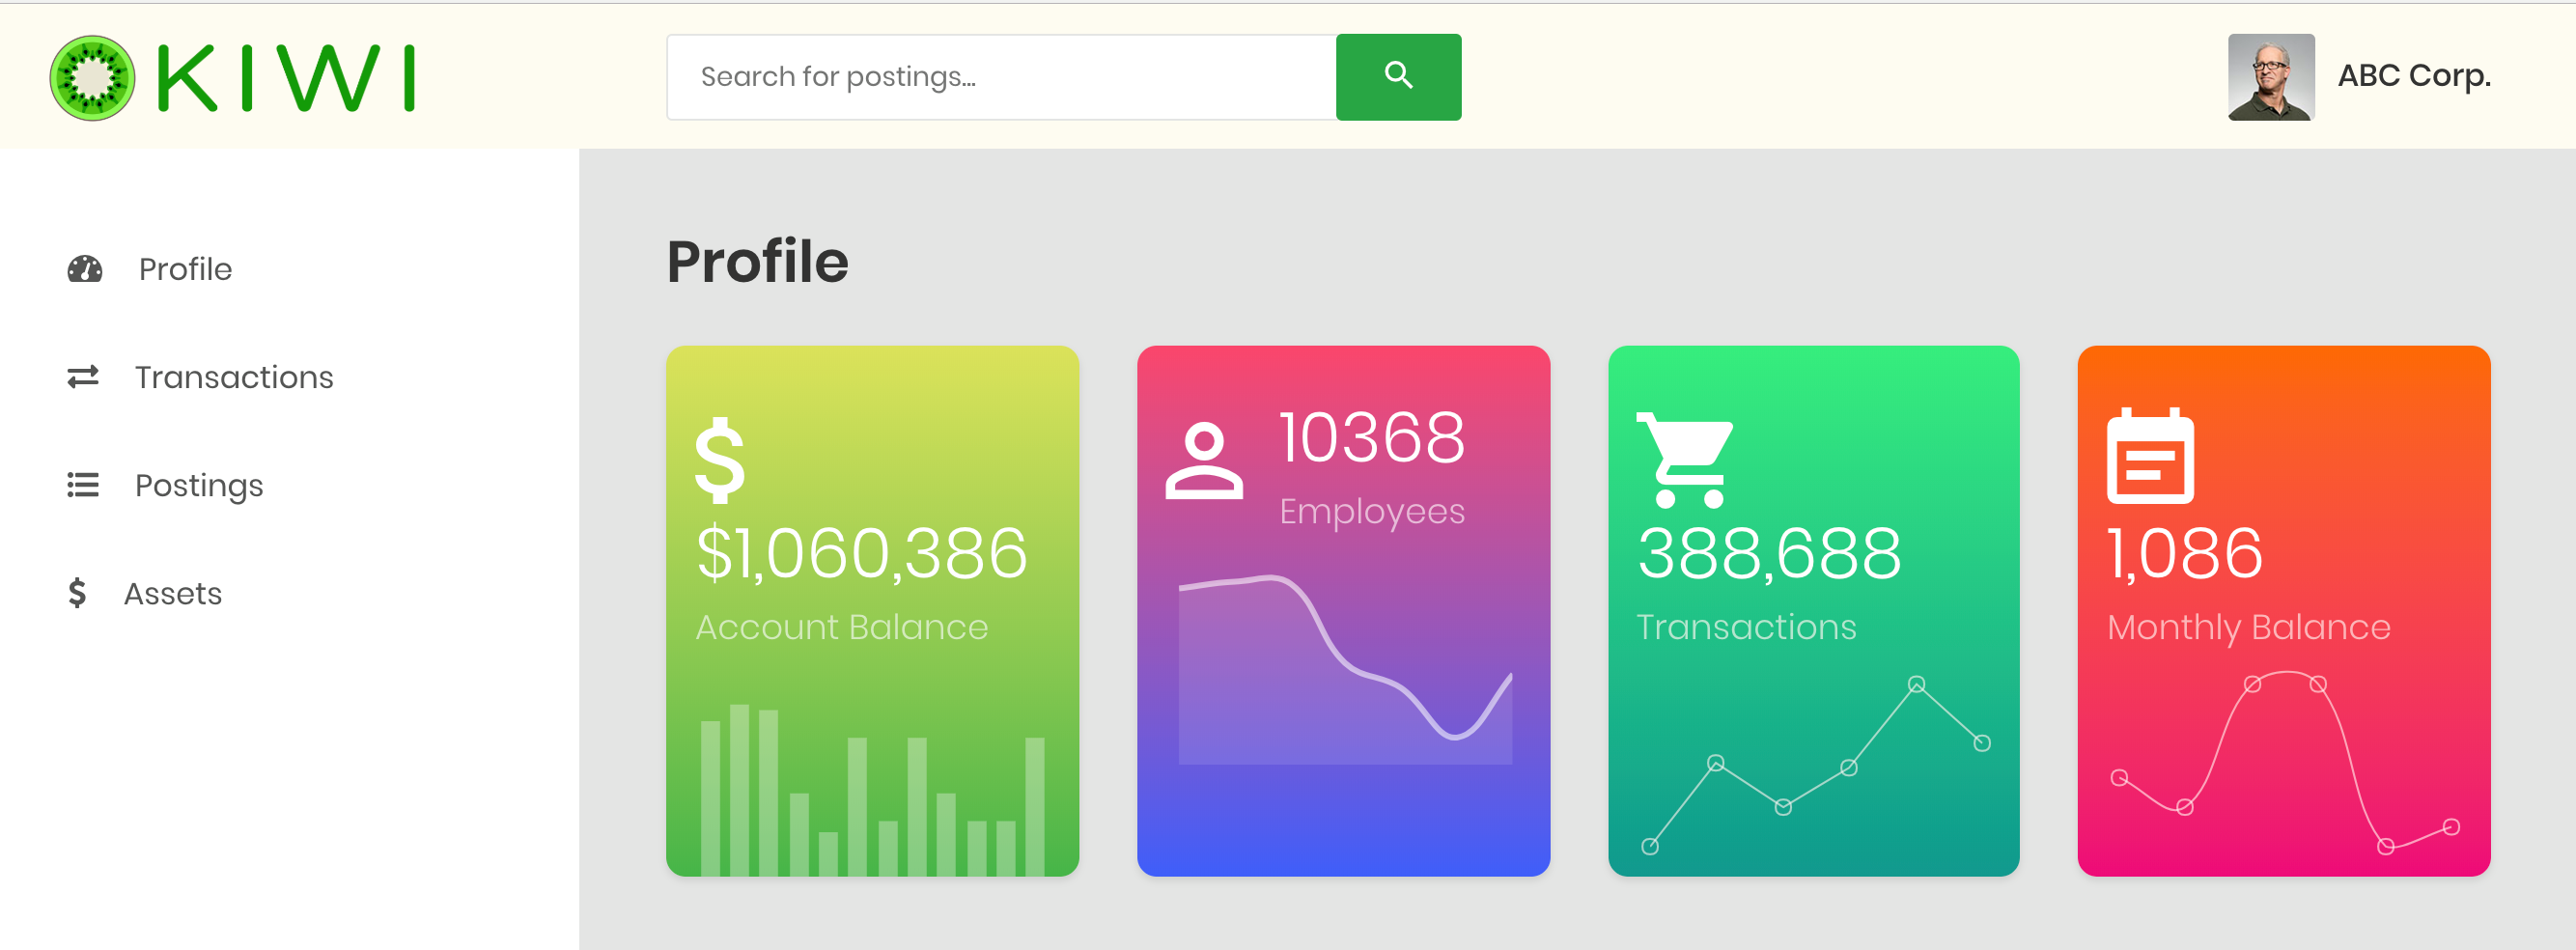 KIWI
Search for postings...
ABC Corp.
Profile
Transactions
Postings
Assets
Profile
$1,060,386
Account Balance
10368
Employees
388,688
Transactions
1,086
Monthly Balance